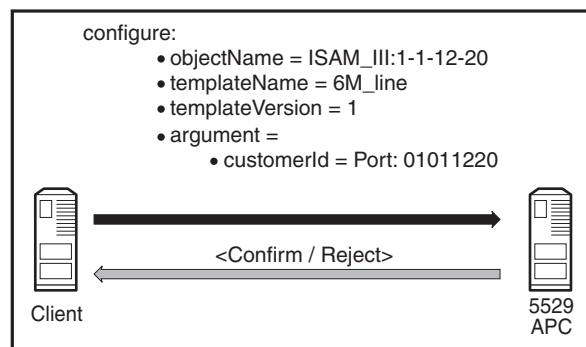 configure:
• objectName = ISAM_III:1-1-12-20
• templateName = 6M_line
• templateVersion = 1
• argument =
• customerId = Port: 01011220
<Confirm / Reject>
Client
5529
APC